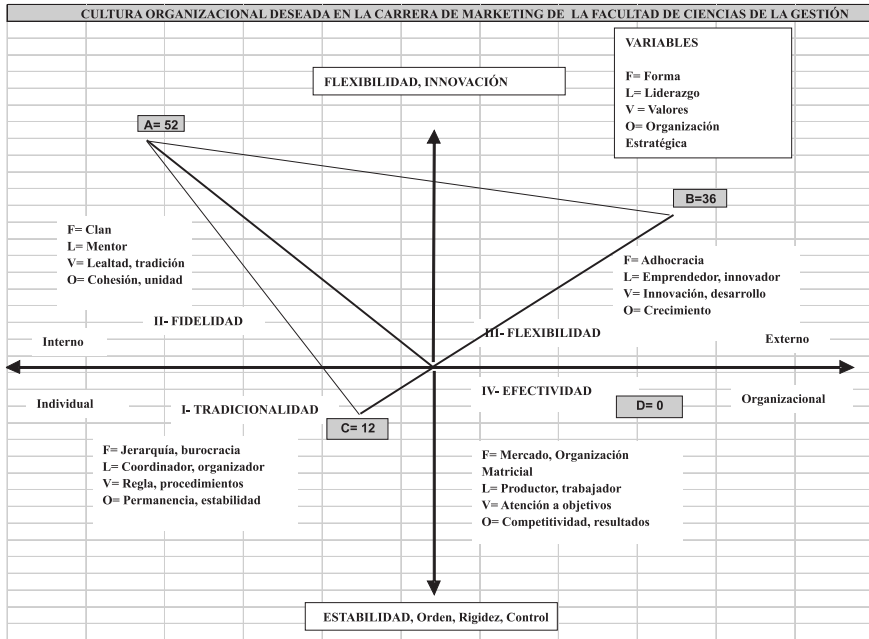 CULTURA ORGANIZACIONAL DESEADA EN LA CARRERA DE MARKETING DE LA FACULTAD DE CIENCIAS DE LA GESTIÓN
VARIABLES
F= Forma
L= Liderazgo
V = Valores
O= Organización
Estratégica
FLEXIBILIDAD, INNOVACIÓN
A= 52
B=36
F= Clan
L= Mentor
V= Lealtad, tradición
O= Cohesión, unidad
F= Adhocracia
L= Emprendedor, innovador
V= Innovación, desarrollo
O= Crecimiento
II- FIDELIDAD
III- FLEXIBILIDAD
Interno
Externo
Individual
I- TRADICIONALIDAD
IV- EFECTIVIDAD
Organizacional
D= 0
C= 12
F= Jerarquía, burocracia
L= Coordinador, organizador
V= Regla, procedimientos
O= Permanencia, estabilidad
F= Mercado, Organización
Matricial
L= Productor, trabajador
V= Atención a objetivos
O= Competitividad, resultados
ESTABILIDAD, Orden, Rigidez, Control